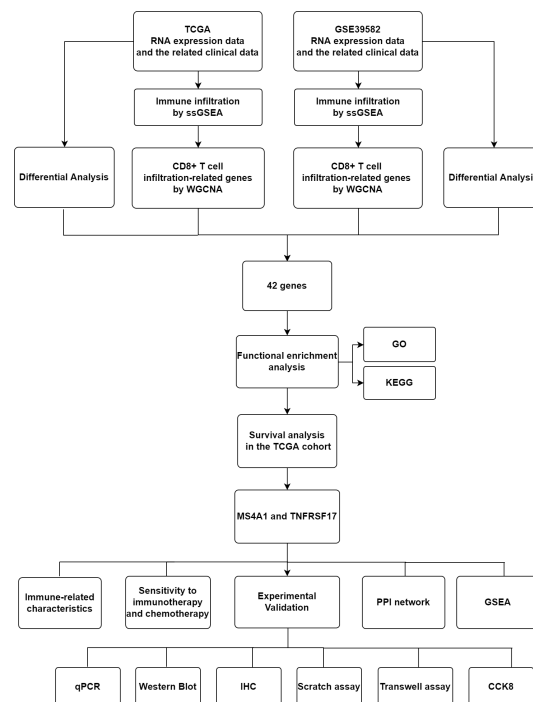 TCGA
RNA expression data
and the related clinical data
GSE39582
RNA expression data
and the related clinical data
Immune infiltration
by ssGSEA
Immune infiltration
by ssGSEA
Differential Analysis
CD8+ T cell
infiltration-related genes
by WGCNA
CD8+ T cell
infiltration-related genes
by WGCNA
Differential Analysis
42 genes
Functional enrichment
analysis
GO
KEGG
Survival analysis
in the TCGA cohort
MS4A1 and TNFRSF17
Immune-related
characteristics
Sensitivity to
immunotherapy
and chemotherapy
Experimental
Validation
PPI network
GSEA
qPCR
Western Blot
IHC
Scratch assay
Transwell assay
CCK8